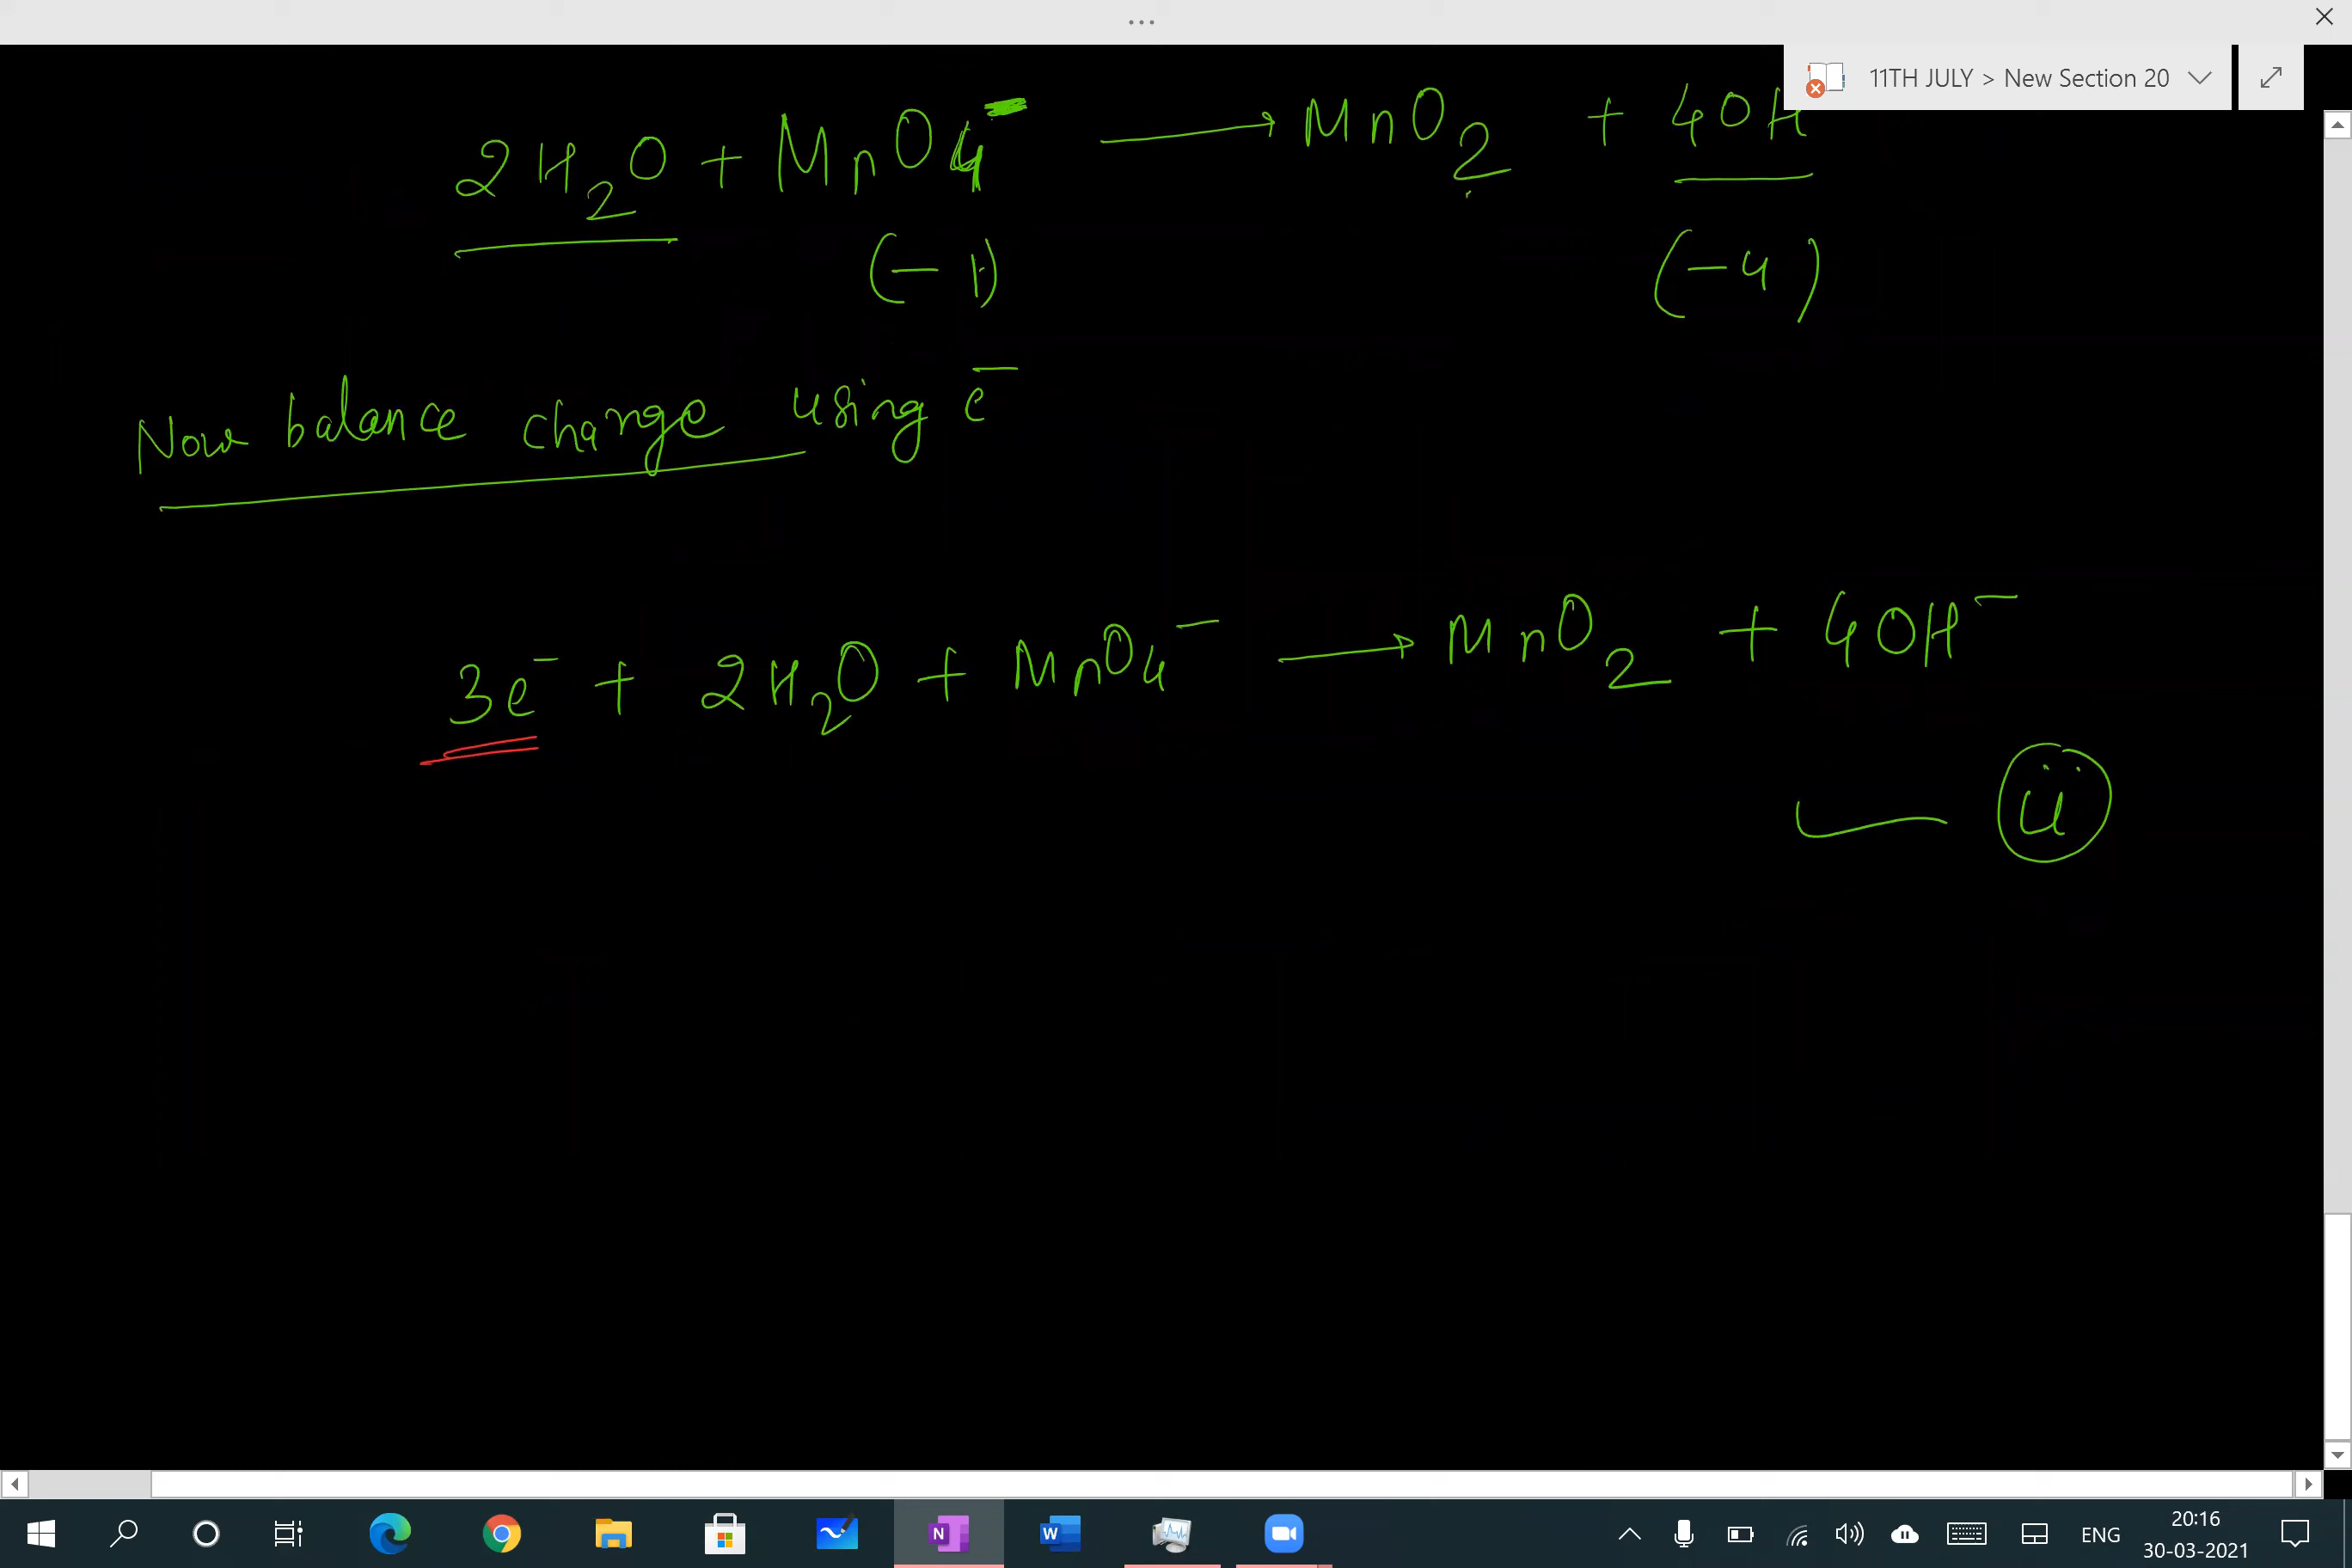 11TH JULY > New Section 20
2H₂O + MnO4⁻ ⟶ MnO₂ + 4OH
(-1) (-4)
Now balance charge using e⁻
3e⁻ + 2H₂O + MnO₄⁻ ⟶ MnO₂ + 4OH⁻
ii
N W ENG 20:16
30-03-2021